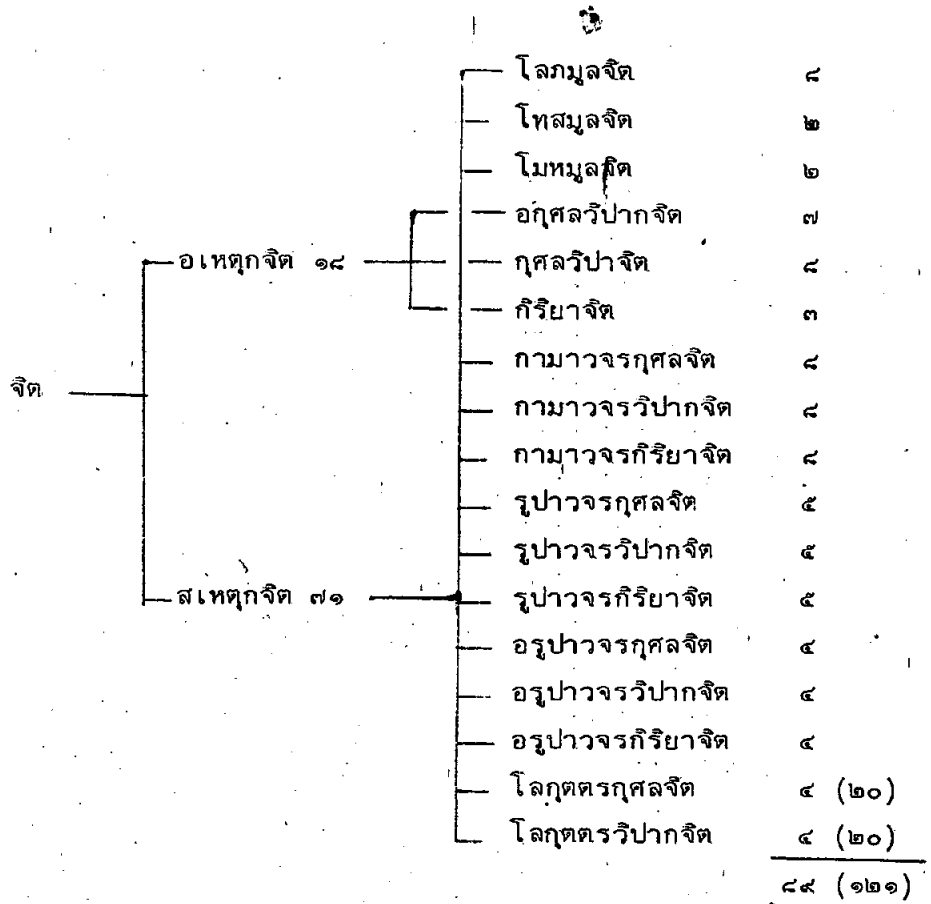 โลภมูลจิต ๘
โทสมูลจิต ๒
โมหมูลจิต ๒
อกุศลวิปากจิต ๗
อเหตุกจิต ๑๘ กุศลวิปาจิต ๘
กิริยาจิต ๓
กามาวจรกุศลจิต ๘
จิต
กามาวจรวิปากจิต ๘
กามาวจรกิริยาจิต ๘
รูปาวจรกุศลจิต ๕
รูปาวจรวิปากจิต ๕
สเหตุกจิต ๗๑ รูปาวจรกิริยาจิต ๕
อรูปาวจรกุศลจิต ๔
อรูปาวจรวิปากจิต ๔
อรูปาวจรกิริยาจิต ๔
โลกุตตรกุศลจิต ๔ (๒๐)
โลกุตตรวิปากจิต ๔ (๒๐)
๘๙ (๑๒๑)